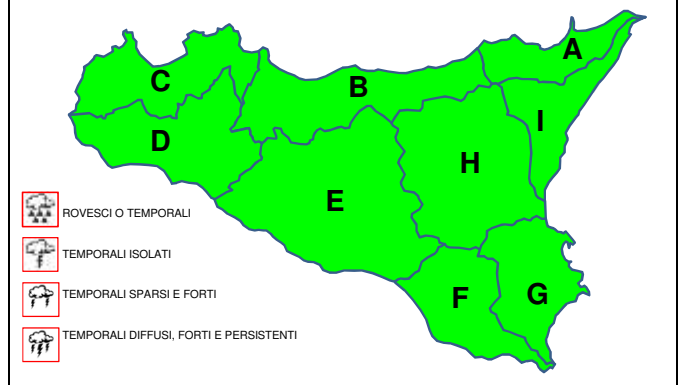 A
C
B
I
D
H
E
ROVESCI O TEMPORALI
TEMPORALI ISOLATI
TEMPORALI SPARSI E FORTI
F
G
TEMPORALI DIFFUSI, FORTI E PERSISTENTI